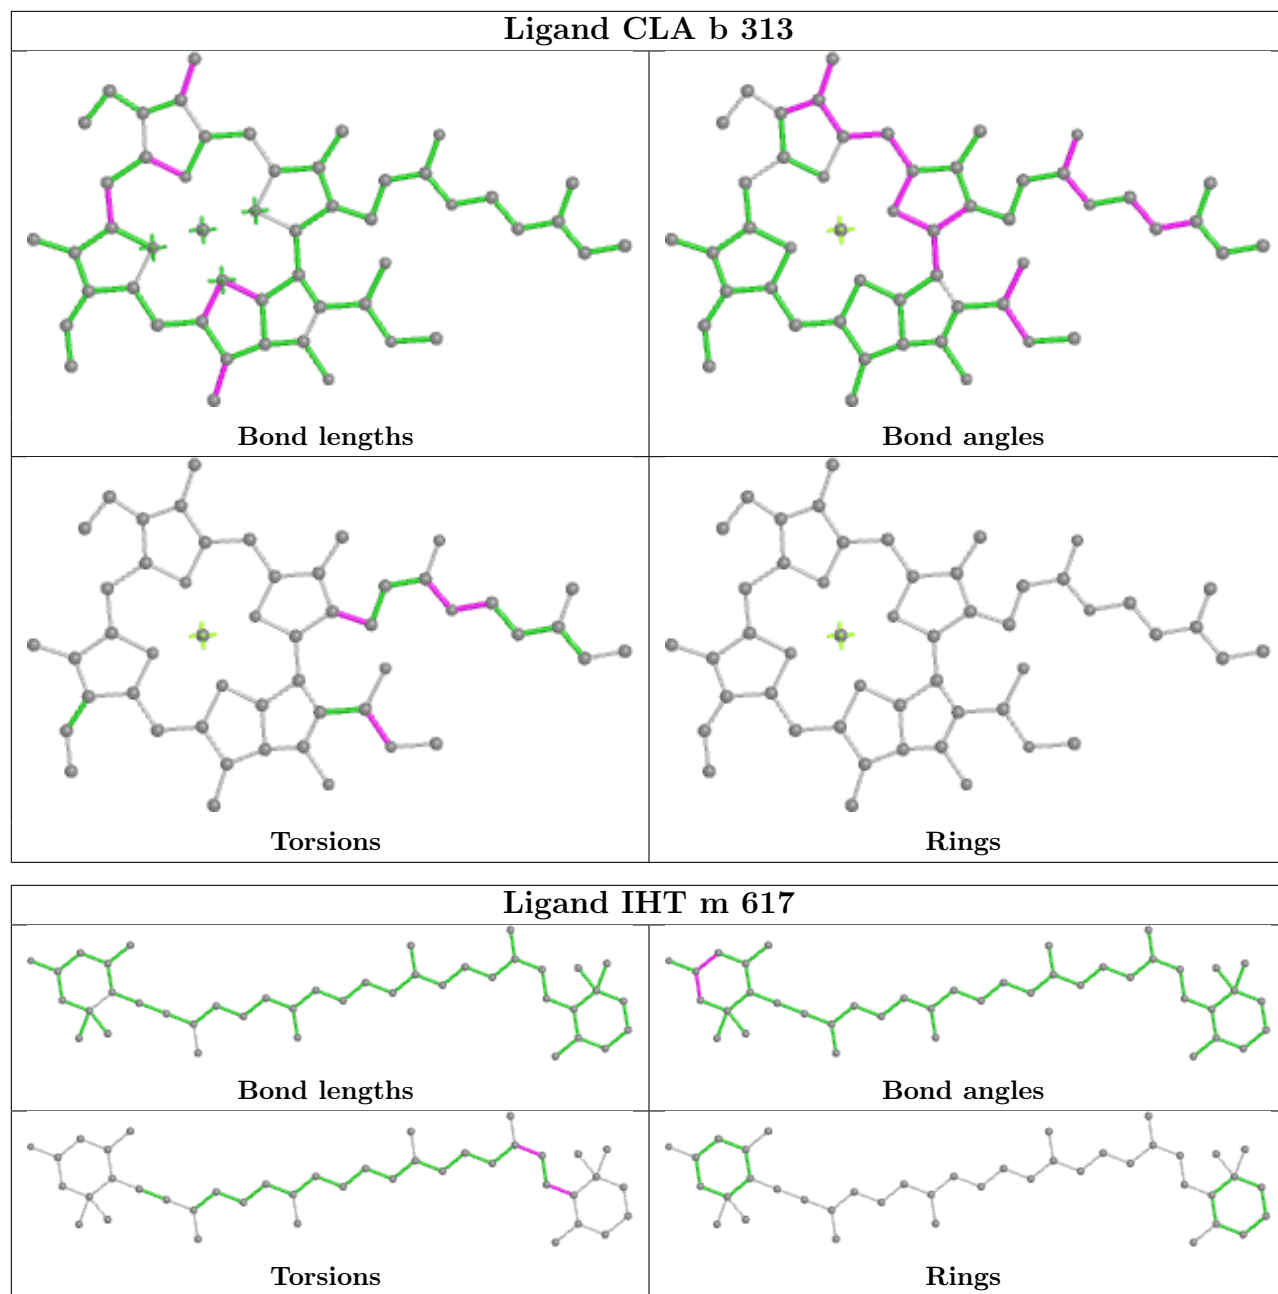 Ligand CLA b 313
Bond lengths
Bond angles
Torsions
Rings
Ligand IHT m 617
Bond lengths
Bond angles
Torsions
Rings